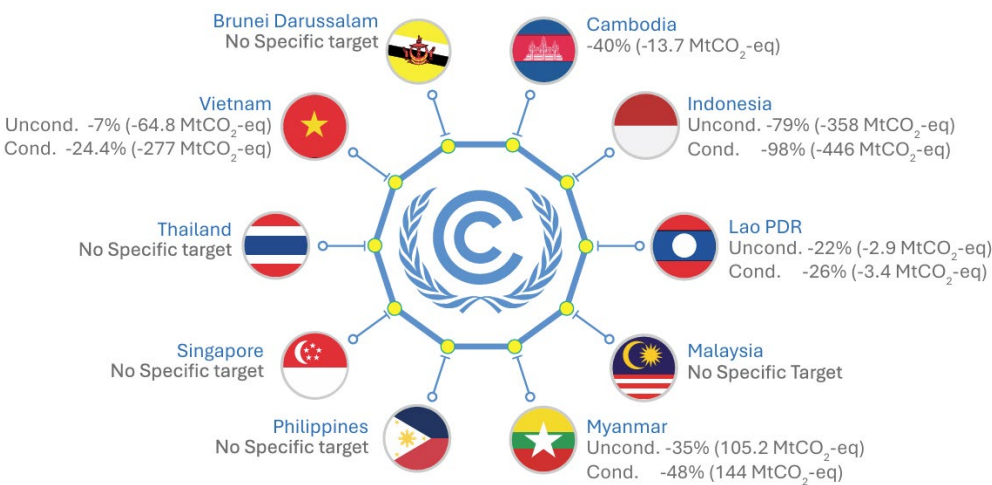 Brunei Darussalam
No Specific target
Cambodia
-40% (-13.7 MtCO₂-eq)
Vietnam
Uncond. -7% (-64.8 MtCO₂-eq)
Cond. -24.4% (-277 MtCO₂-eq)
Indonesia
Uncond. -79% (-358 MtCO₂-eq)
Cond. -98% (-446 MtCO₂-eq)
Thailand
No Specific target
Lao PDR
Uncond. -22% (-2.9 MtCO₂-eq)
Cond. -26% (-3.4 MtCO₂-eq)
Singapore
No Specific target
Malaysia
No Specific Target
Philippines
No Specific target
Myanmar
Uncond. -35% (105.2 MtCO₂-eq)
Cond. -48% (144 MtCO₂-eq)